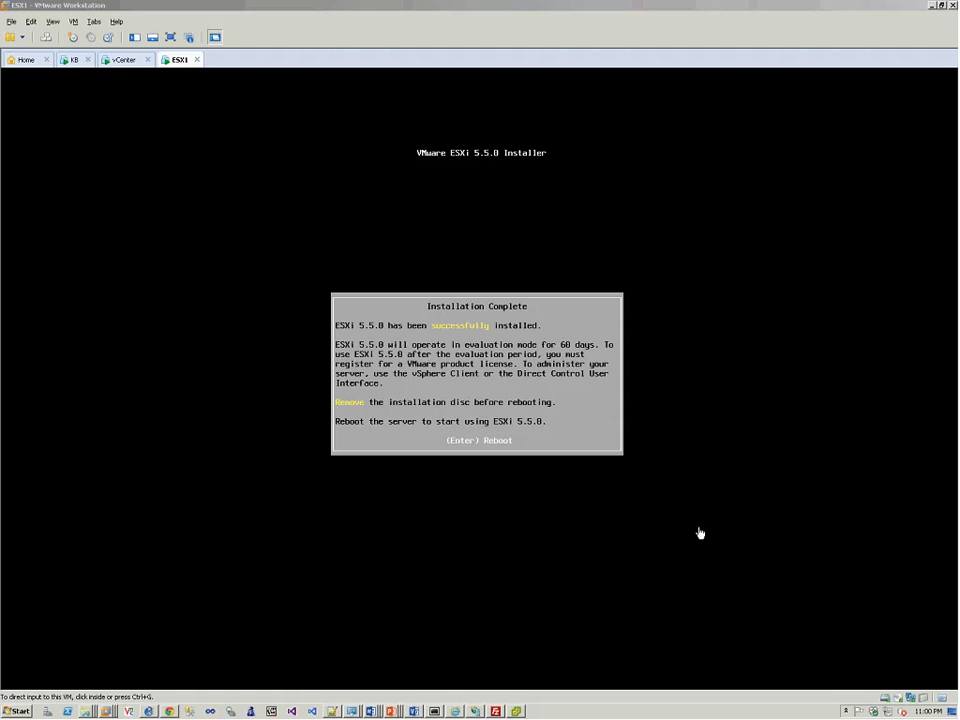 ESX1 - VMware Workstation
File Edit View VM Tabs Help
Home KB vCenter ESX1
VMware ESXi 5.5.0 Installer
Installation Complete
ESXi 5.5.0 has been successfully installed.
ESXi 5.5.0 will operate in evaluation mode for 60 days. To
use ESXi 5.5.0 after the evaluation period, you must
register for a VMware product license. To administer your
server, use the vSphere Client or the Direct Control User
Interface.
Remove the installation disc before rebooting.
Reboot the server to start using ESXi 5.5.0.
(Enter) Reboot
To direct input to this VM, click inside or press Ctrl+G.
Start 11:00 PM